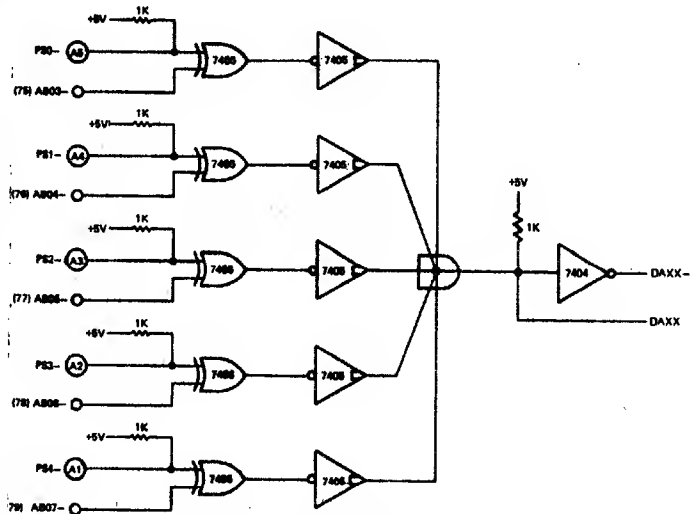 +5V 1K
PS0- A5 7486 7405
(75) AB03-
+5V 1K
PS1- A4 7486 7405
(76) AB04-
+5V 1K
+5V
PS2- A3 7486 7405 1K
7404 DAXX-
(77) AB05-
DAXX
+5V 1K
PS3- A2 7486 7405
(78) AB06-
+5V 1K
PS4- A1 7486 7405
(79) AB07-